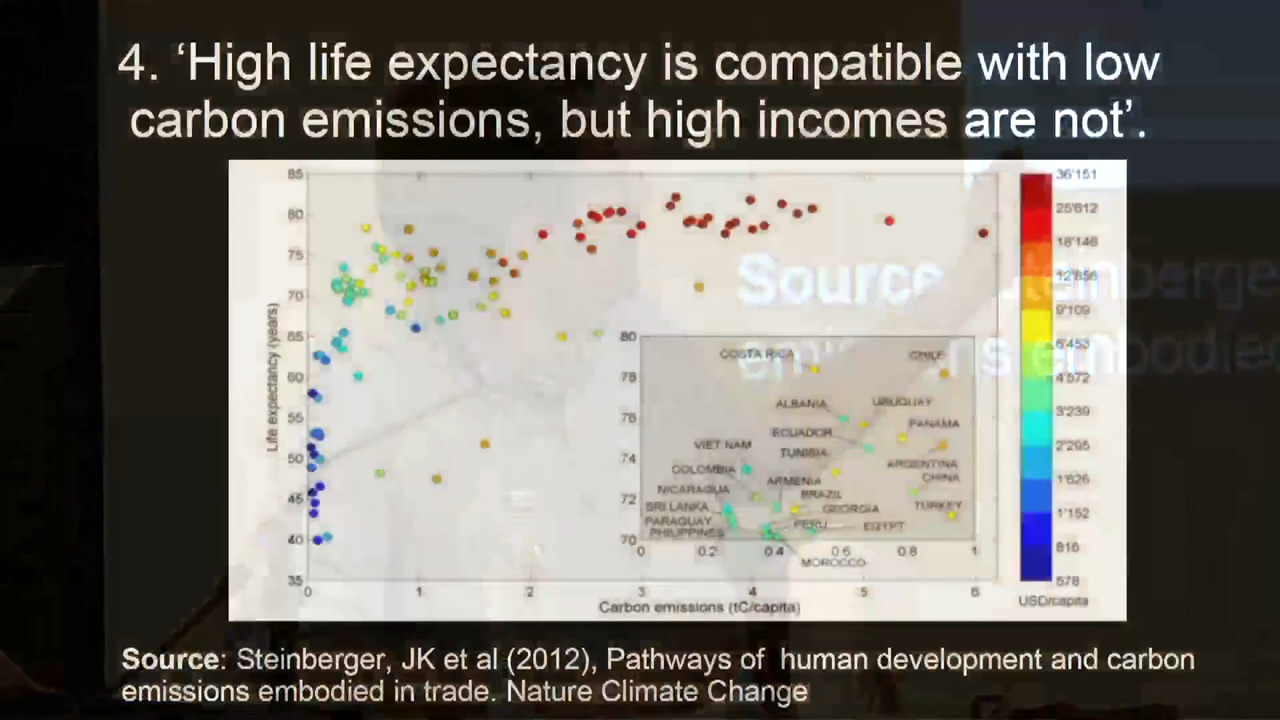 4. ‘High life expectancy is compatible with low
carbon emissions, but high incomes are not’.
85
80
75
70
65
60
55
50
45
40
35
Life expectancy (years)
0
1
2
3
4
5
6
Carbon emissions (tC/capita)
80
78
76
74
72
70
0
0.2
0.4
0.6
0.8
1
COSTA RICA
CHILE
ALBANIA
URUGUAY
PANAMA
ECUADOR
VIET NAM
TUNISIA
ARGENTINA
COLOMBIA
CHINA
ARMENIA
NICARAGUA
BRAZIL
SRI LANKA
GEORGIA
TURKEY
PARAGUAY
PERU
EGYPT
PHILIPPINES
MOROCCO
36'151
25'612
18'146
12'856
9'109
6'453
4'572
3'239
2'295
1'626
1'152
816
578
USD/capita
Source
embodied
Source: Steinberger, JK et al (2012), Pathways of human development and carbon
emissions embodied in trade. Nature Climate Change